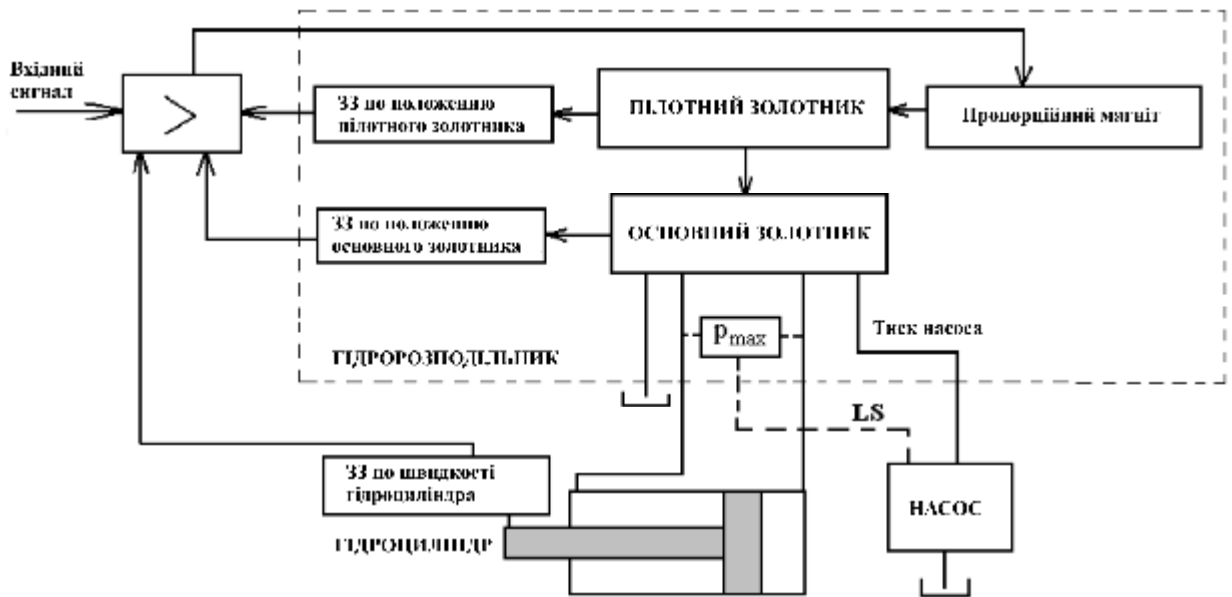 Вхідний
сигнал
>
ЗЗ по положенню
пілотного золотника
ПІЛОТНИЙ ЗОЛОТНИК
Пропорційний магніт
ЗЗ по положенню
основного золотника
ОСНОВНИЙ ЗОЛОТНИК
Pmax
Тиск насоса
ГІДРОРОЗПОДІЛЬНИК
LS
ЗЗ по швидкості
гідроциліндра
НАСОС
ГІДРОЦИЛІНДР